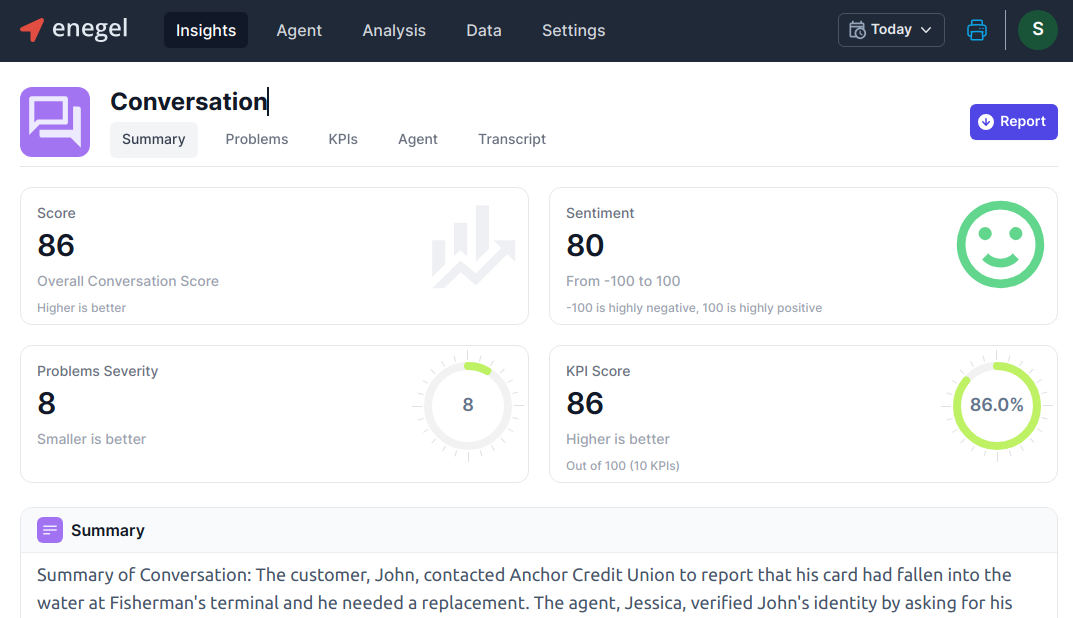 enegel
Insights
Agent
Analysis
Data
Settings
Today
S
Conversation
Summary
Problems
KPIs
Agent
Transcript
Report
Score
86
Overall Conversation Score
Higher is better
Sentiment
80
From -100 to 100
-100 is highly negative, 100 is highly positive
Problems Severity
8
Smaller is better
8
KPI Score
86
Higher is better
Out of 100 (10 KPIs)
86.0%
Summary
Summary of Conversation: The customer, John, contacted Anchor Credit Union to report that his card had fallen into the
water at Fisherman's terminal and he needed a replacement. The agent, Jessica, verified John's identity by asking for his